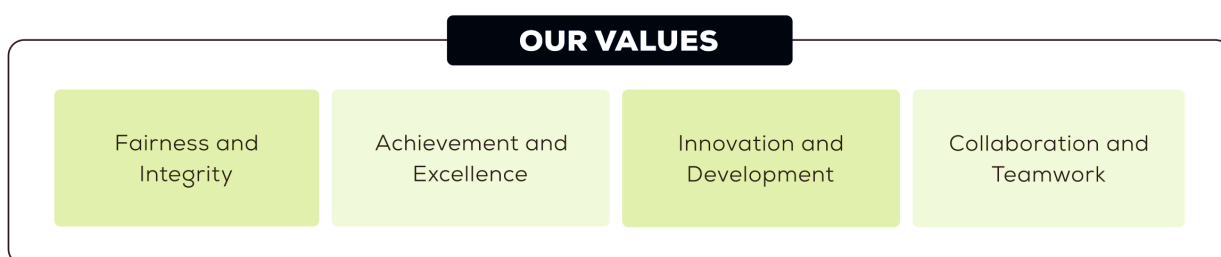 OUR VALUES
Fairness and
Integrity
Achievement and
Excellence
Innovation and
Development
Collaboration and
Teamwork